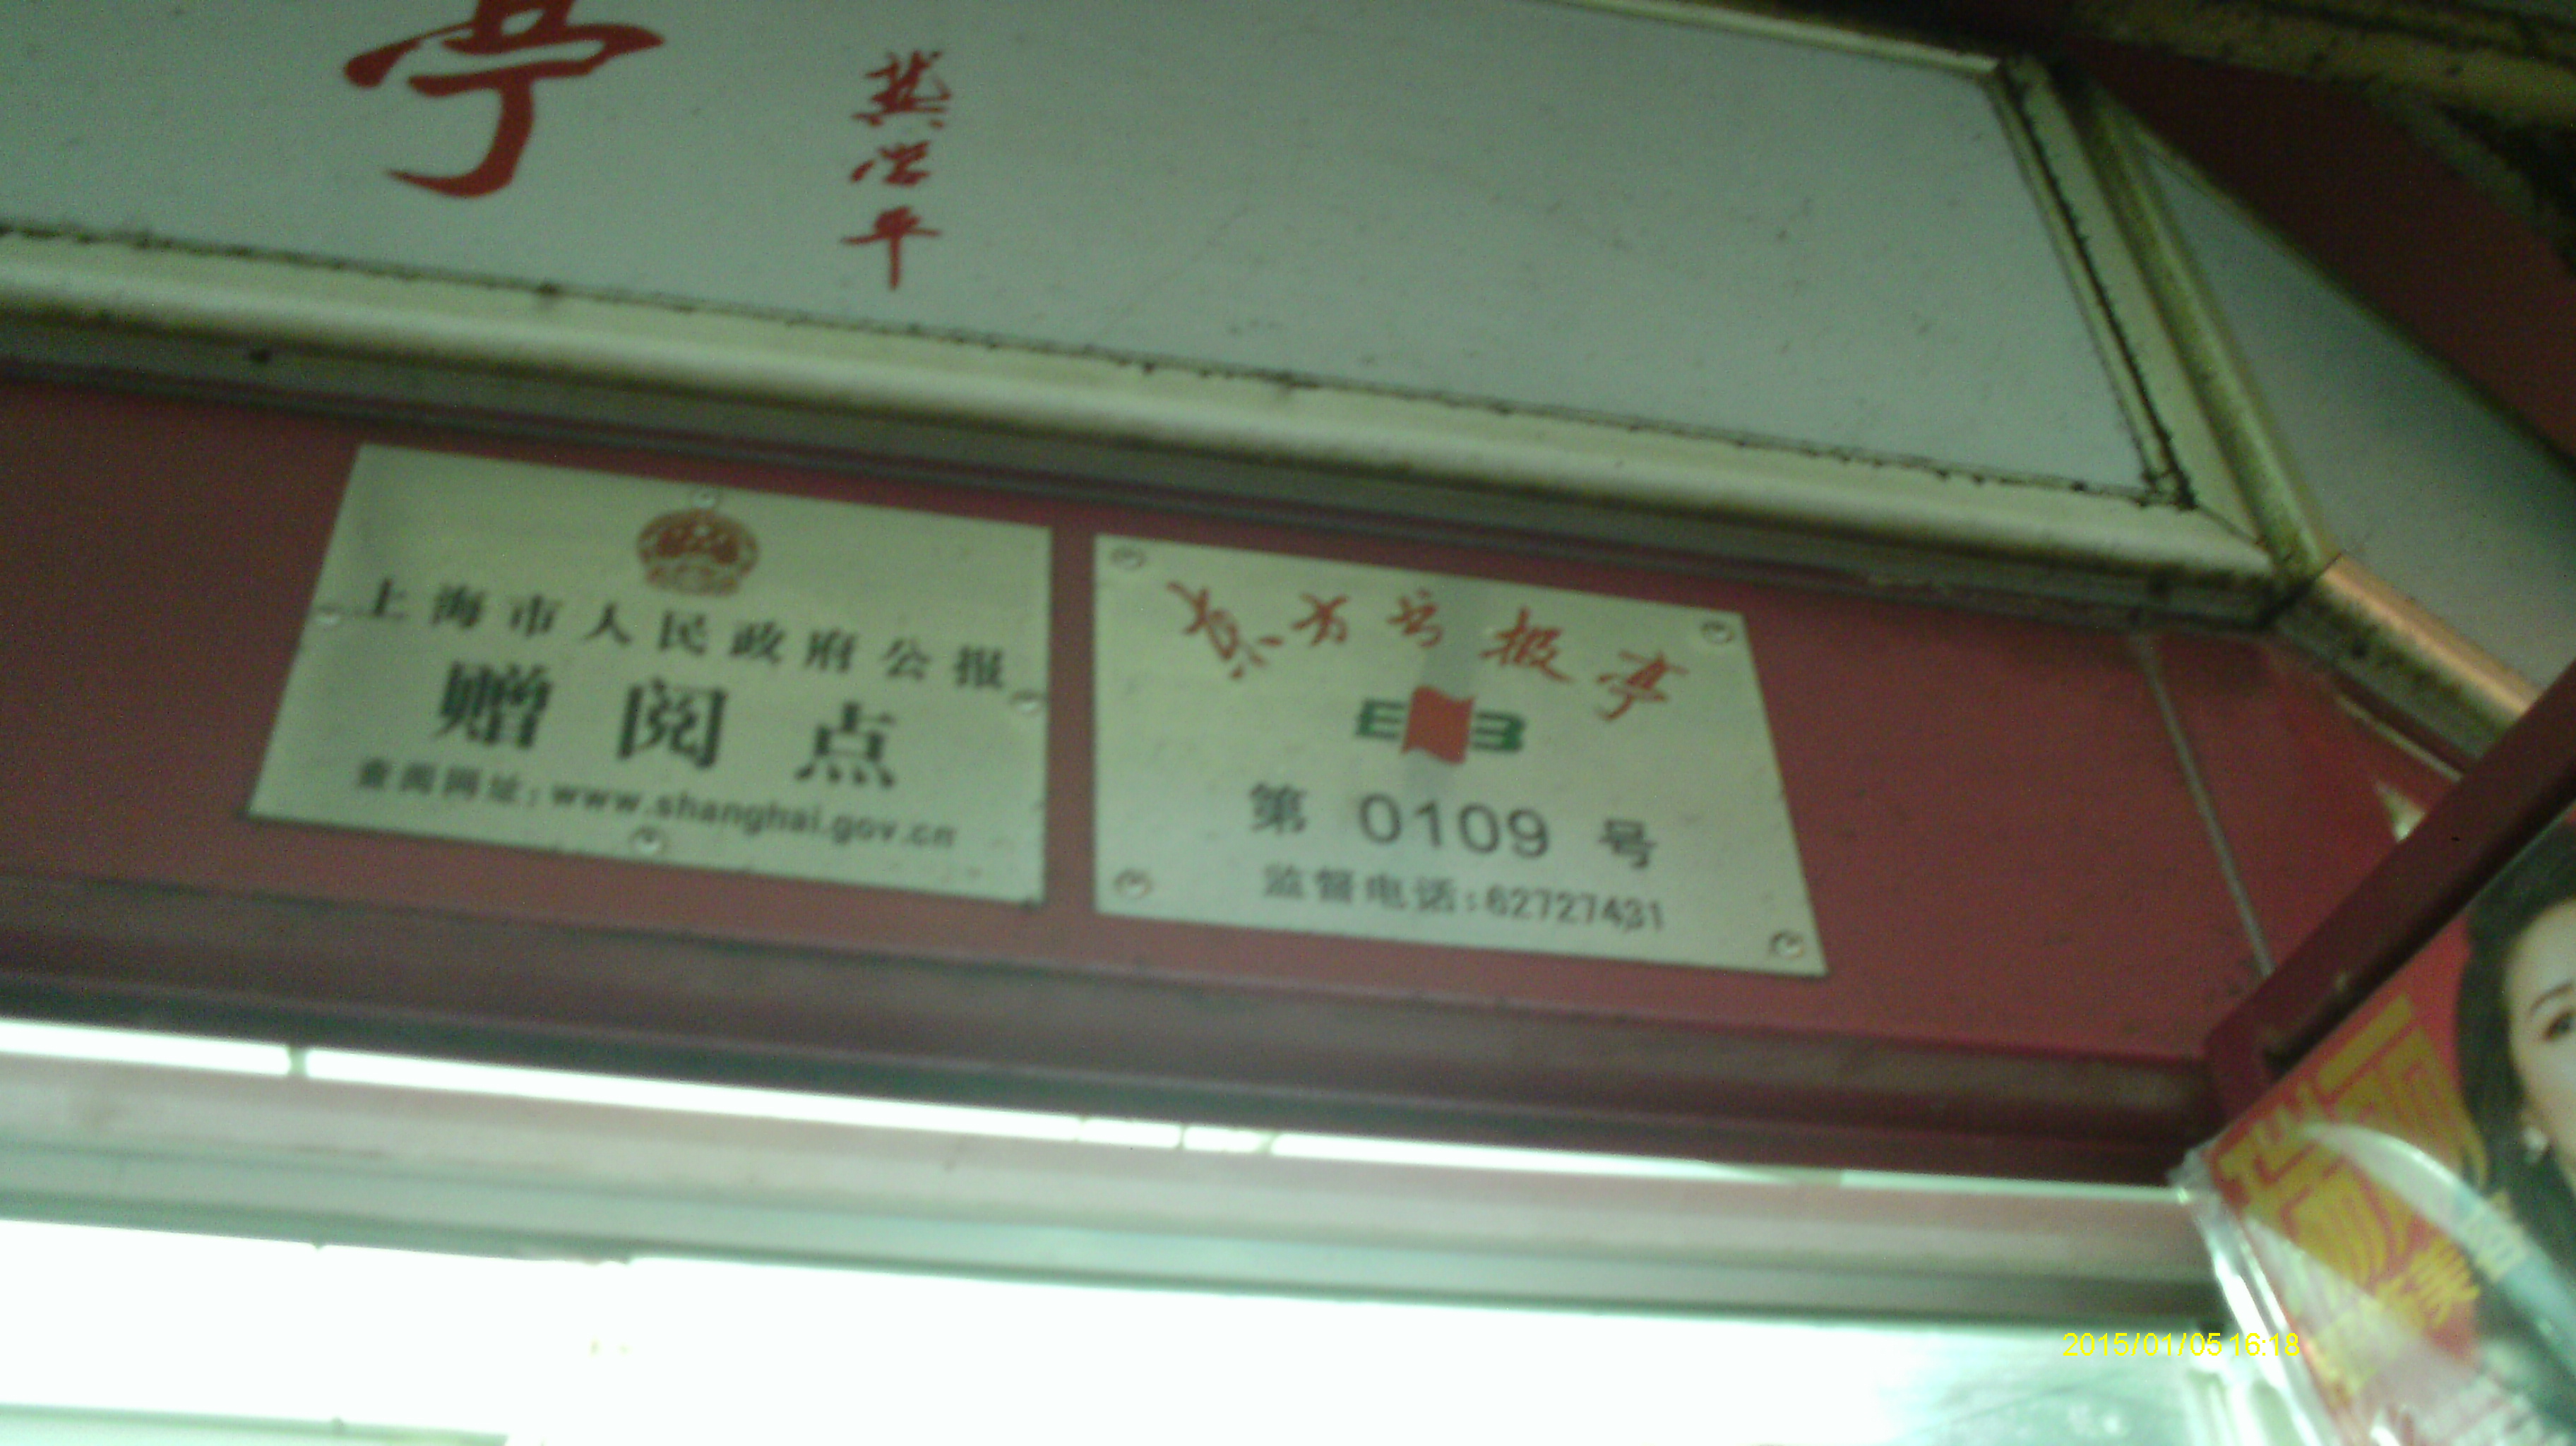 亭
上海市人民政府公报
赠阅点
查阅网址:www.shanghai.gov.cn
东方书报亭
第 0109 号
监督电话:62727431
2015/01/05 16:18